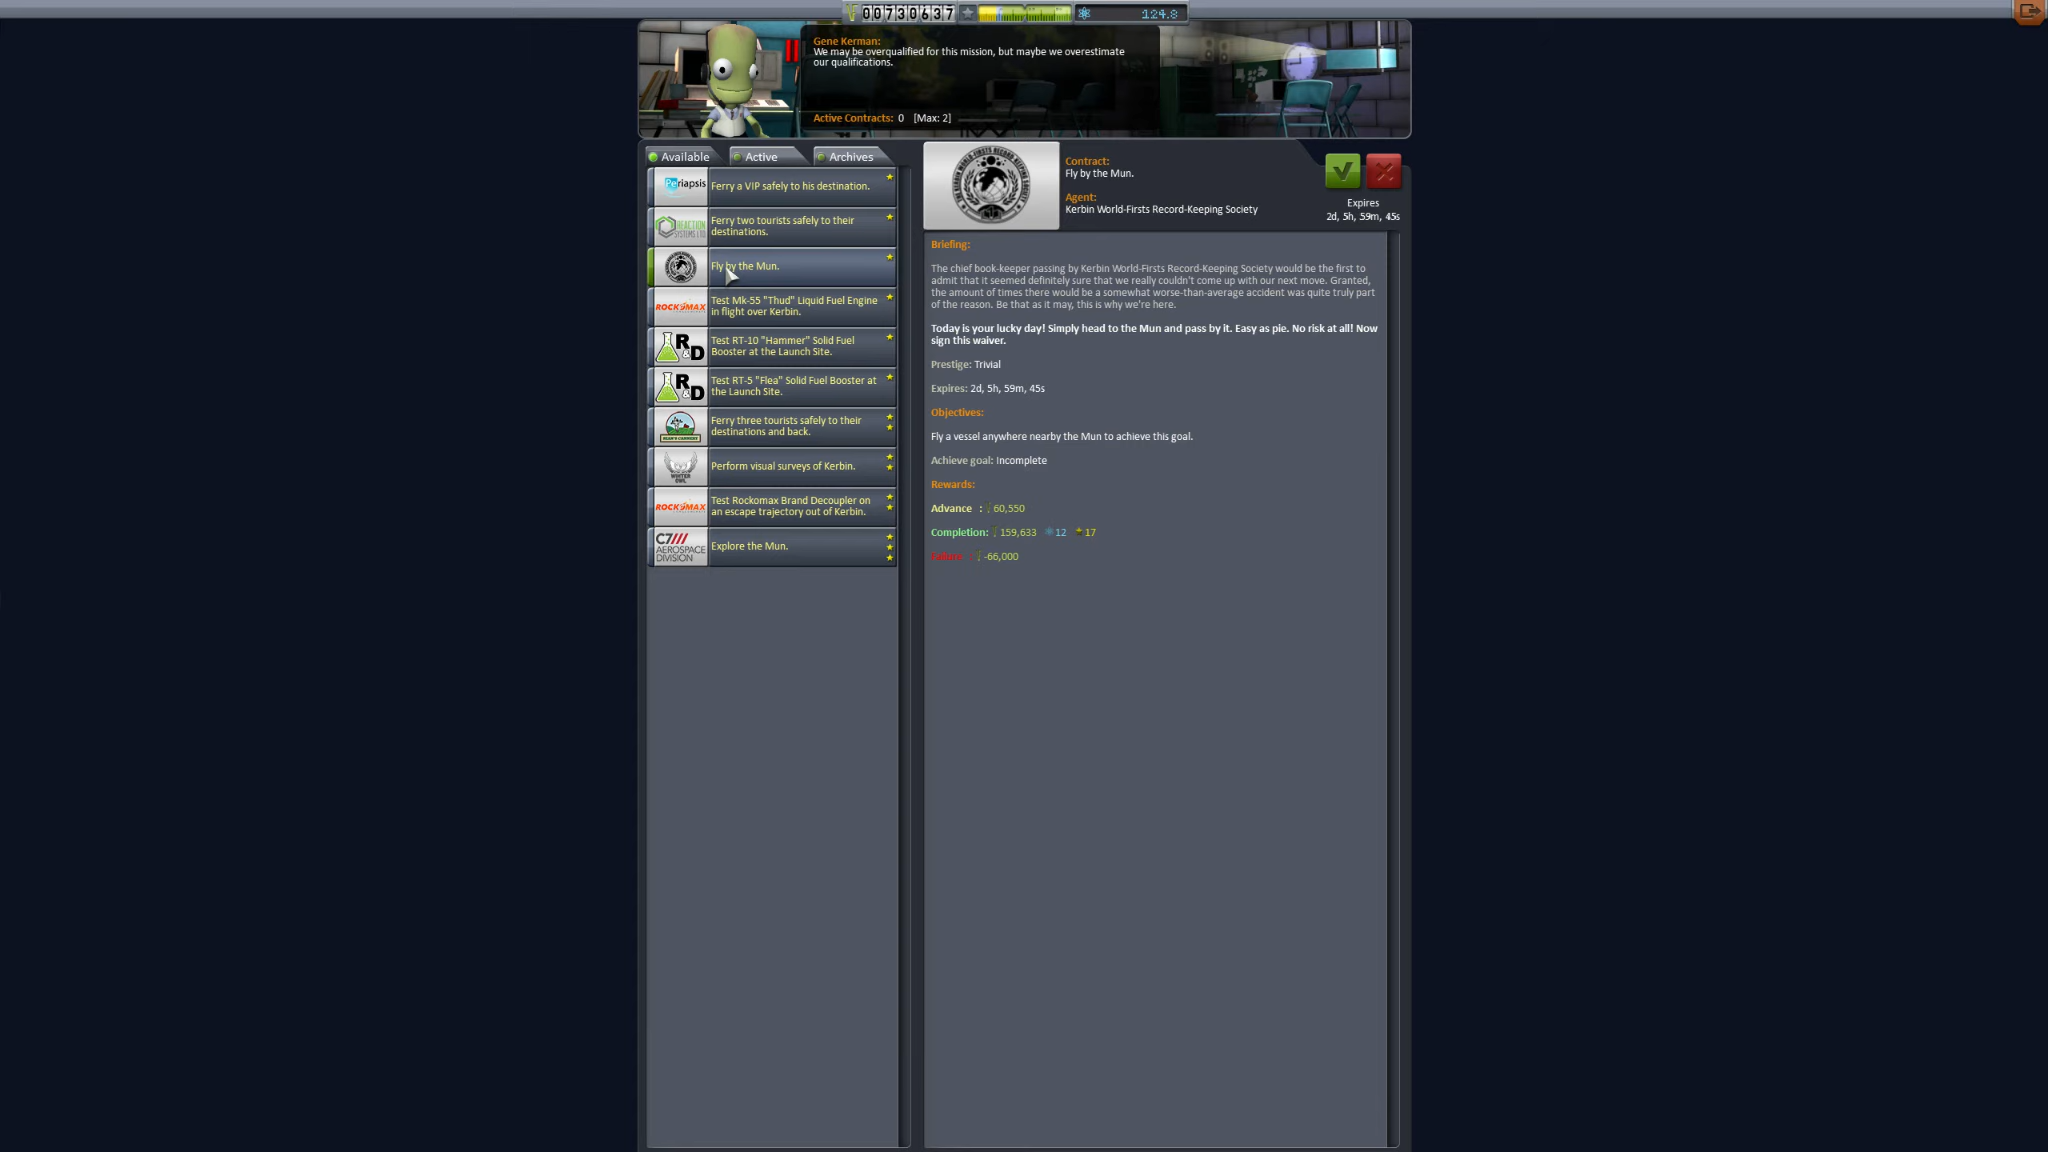 00730637
124.8
Gene Kerman:
We may be overqualified for this mission, but maybe we overestimate
our qualifications.
Active Contracts: 0 [Max: 2]
Available
Active
Archives
Periapsis
Ferry a VIP safely to his destination.
REACTION
SYSTEMS LTD
Ferry two tourists safely to their
destinations.
Fly by the Mun.
ROCKOMAX
Test Mk-55 "Thud" Liquid Fuel Engine
in flight over Kerbin.
R&D
Test RT-10 "Hammer" Solid Fuel
Booster at the Launch Site.
R&D
Test RT-5 "Flea" Solid Fuel Booster at
the Launch Site.
Ferry three tourists safely to their
destinations and back.
WINTER
OWL
Perform visual surveys of Kerbin.
ROCKOMAX
Test Rockomax Brand Decoupler on
an escape trajectory out of Kerbin.
C7///
AEROSPACE
DIVISION
Explore the Mun.
Contract:
Fly by the Mun.
Agent:
Kerbin World-Firsts Record-Keeping Society
Expires
2d, 5h, 59m, 45s
Briefing:
The chief book-keeper passing by Kerbin World-Firsts Record-Keeping Society would be the first to
admit that it seemed definitely sure that we really couldn't come up with our next move. Granted,
the amount of times there would be a somewhat worse-than-average accident was quite truly part
of the reason. Be that as it may, this is why we're here.
Today is your lucky day! Simply head to the Mun and pass by it. Easy as pie. No risk at all! Now
sign this waiver.
Prestige: Trivial
Expires: 2d, 5h, 59m, 45s
Objectives:
Fly a vessel anywhere nearby the Mun to achieve this goal.
Achieve goal: Incomplete
Rewards:
Advance : 60,550
Completion: 159,633 12 17
Failure : -66,000